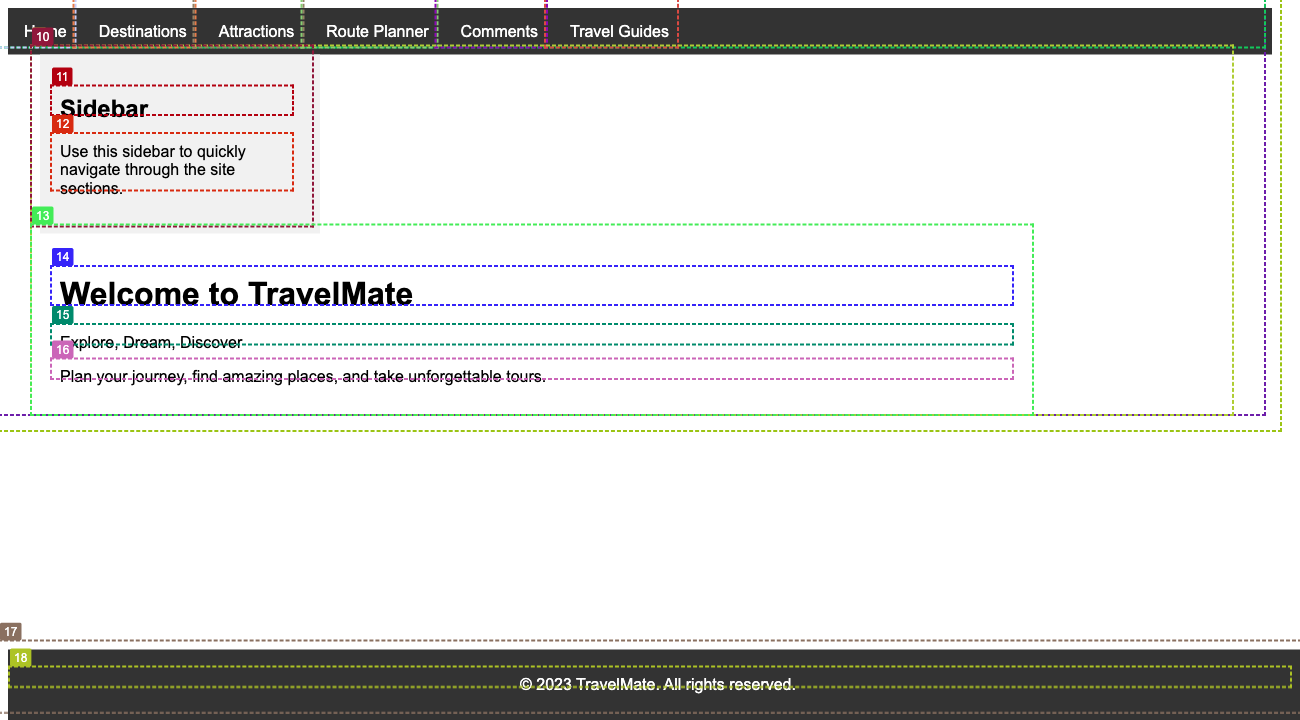 Home Destinations Attractions Route Planner Comments Travel Guides
10
11
Sidebar
12
Use this sidebar to quickly
navigate through the site
sections.
13
14
Welcome to TravelMate
15
Explore, Dream, Discover
16
Plan your journey, find amazing places, and take unforgettable tours.
17
18
© 2023 TravelMate. All rights reserved.